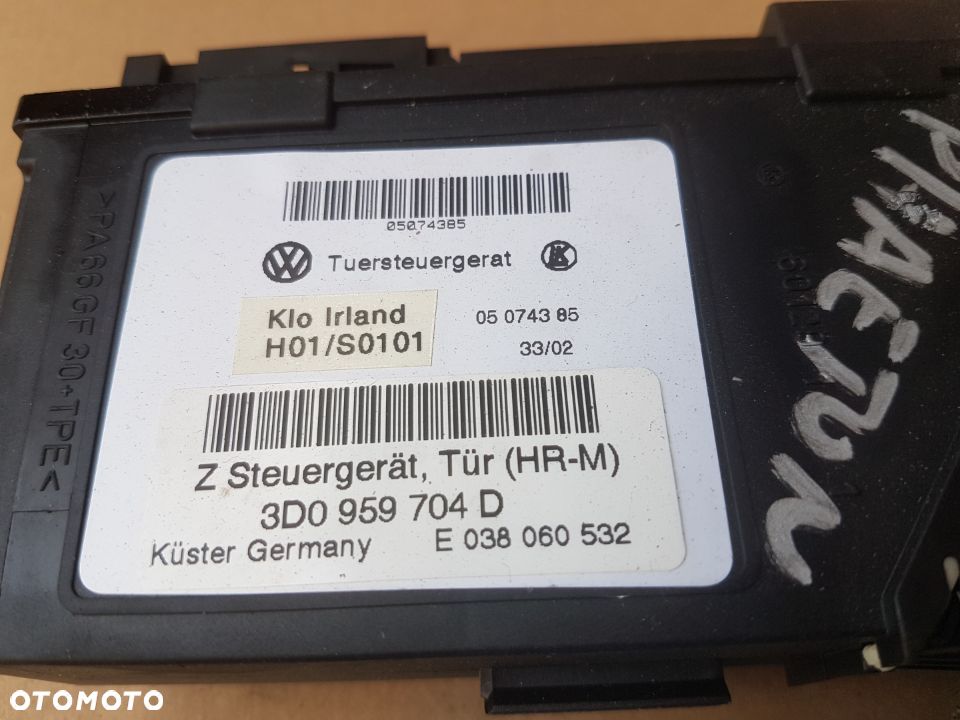 05074385
Tuersteuergerat
Klo Irland
H01/S0101
05 0743 85
33/02
Z Steuergerät, Tür (HR-M)
3D0 959 704 D
Küster Germany
E 038 060 532
>PA66GF30+TPE<
PHAETON
OTOMOTO